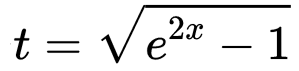 t = √(e^{2x} − 1)